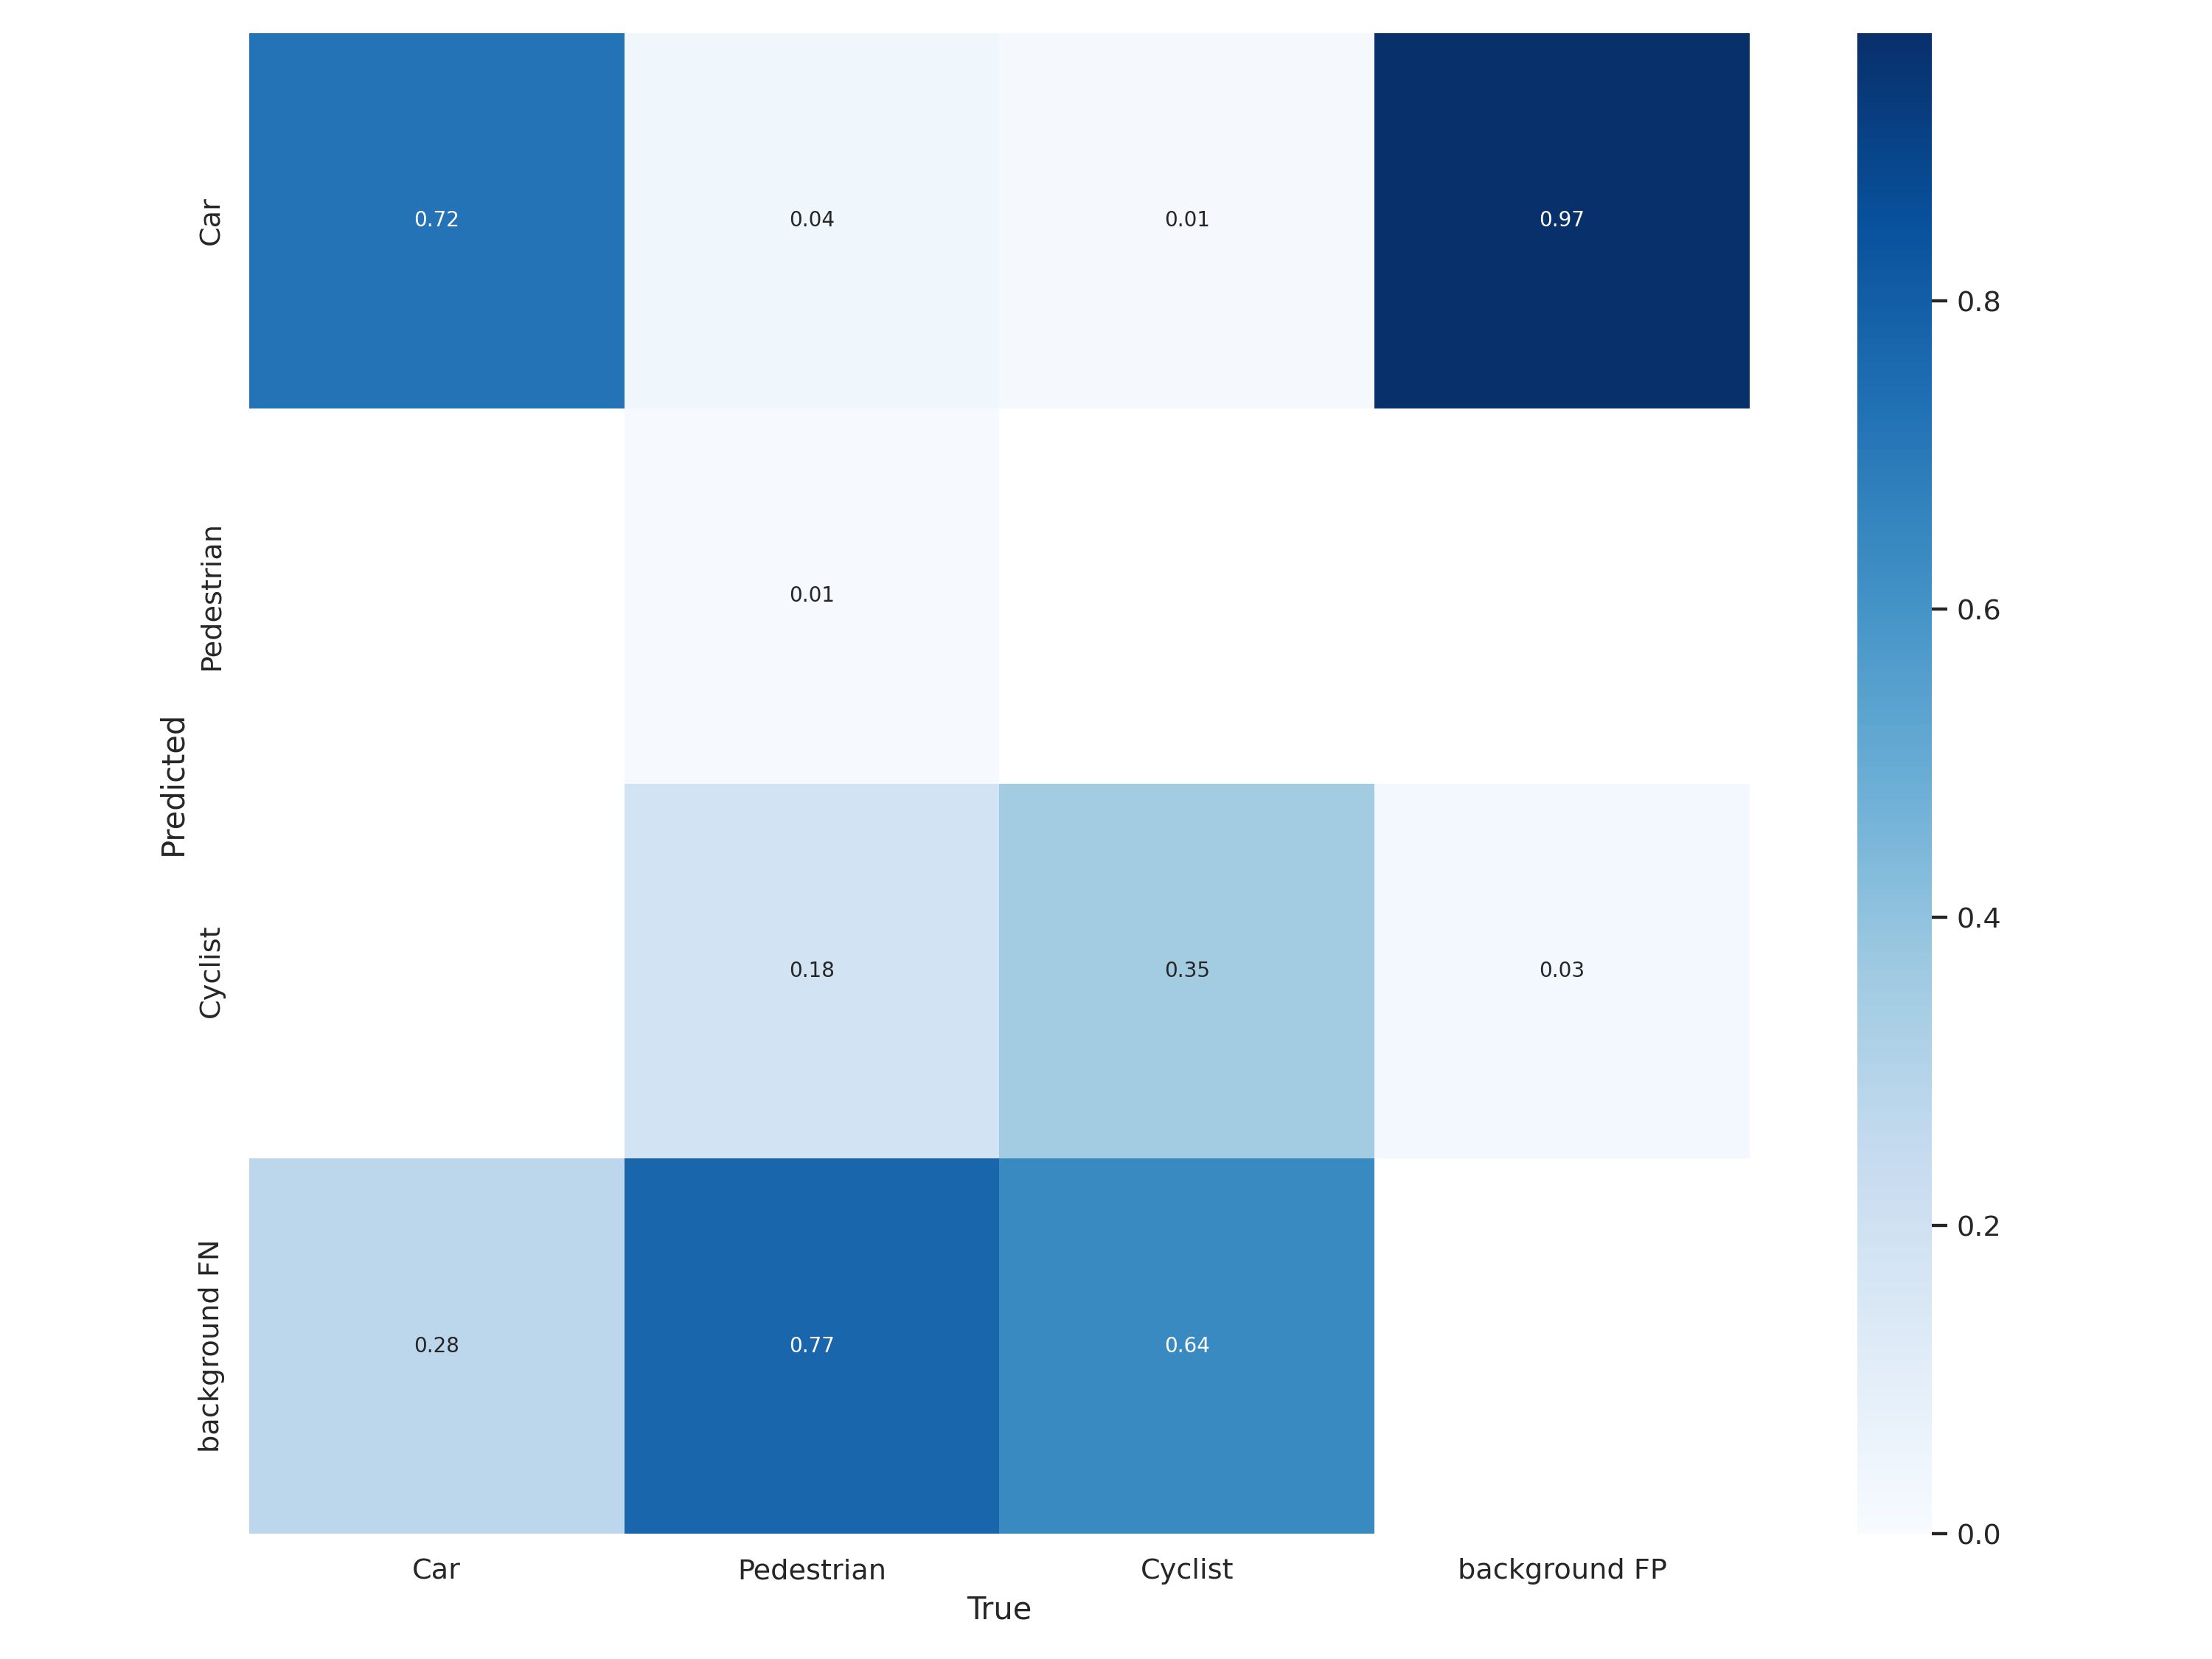 Predicted
Car
0.72 0.04 0.01 0.97
Pedestrian
0.01
Cyclist
0.18 0.35 0.03
background FN
0.28 0.77 0.64
Car Pedestrian Cyclist background FP
True
0.8
0.6
0.4
0.2
0.0